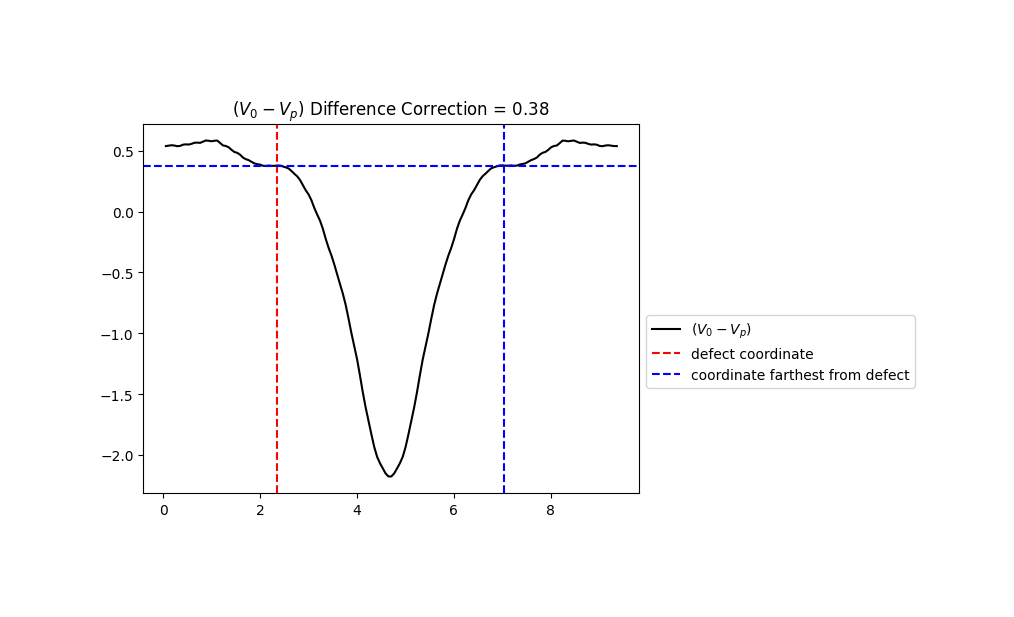 (V₀ − Vₚ) Difference Correction = 0.38
0.5
0.0
−0.5
−1.0
−1.5
−2.0
0 2 4 6 8
(V₀ − Vₚ)
defect coordinate
coordinate farthest from defect